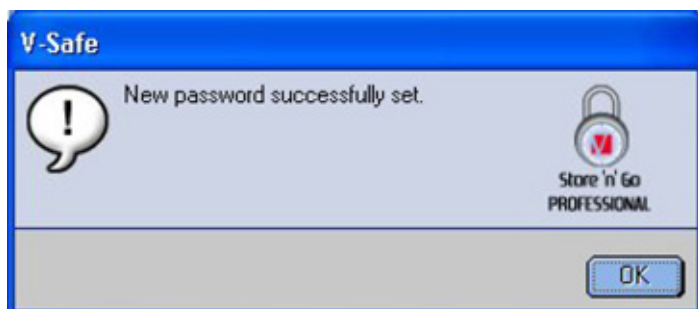 V-Safe
New password successfully set.
Store 'n' Go
PROFESSIONAL
OK